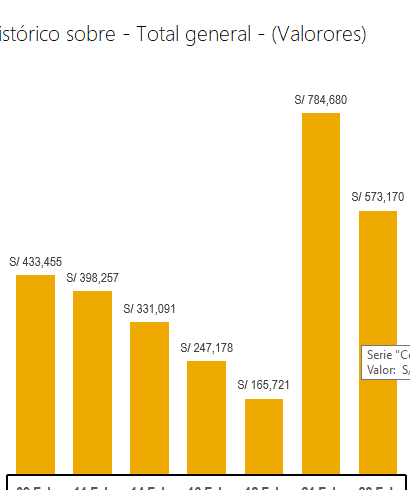 istórico sobre - Total general - (Valorores)
S/ 784,680
S/ 573,170
S/ 433,455
S/ 398,257
S/ 331,091
S/ 247,178
S/ 165,721
Serie "Co
Valor: S/